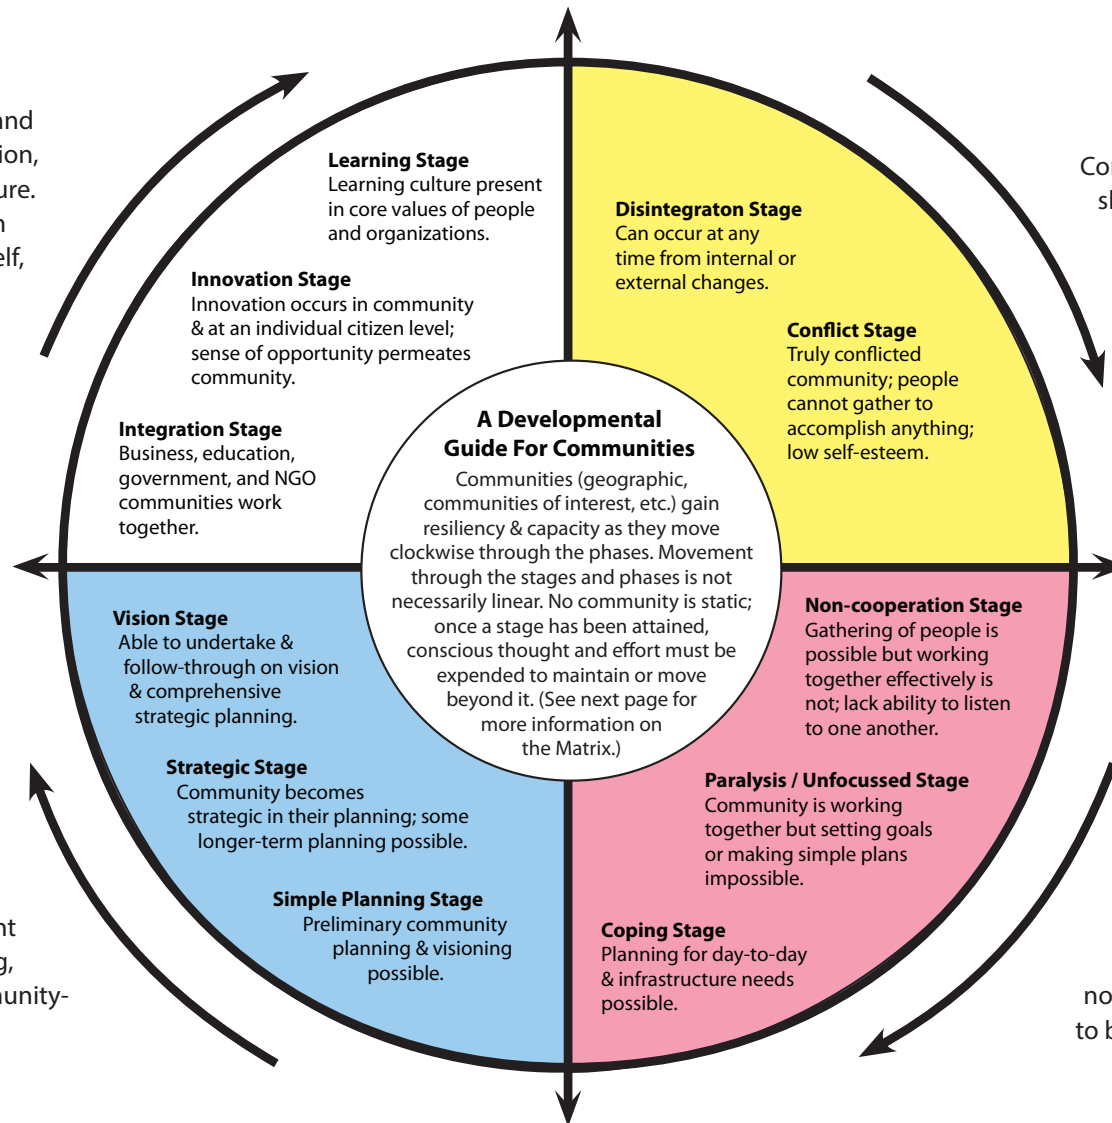 and
ion,
ure.
n
elf,
Learning Stage
Learning culture present
in core values of people
and organizations.
Innovation Stage
Innovation occurs in community
& at an individual citizen level;
sense of opportunity permeates
community.
Integration Stage
Business, education,
government, and NGO
communities work
together.
Disintegraton Stage
Can occur at any
time from internal or
external changes.
Conflict Stage
Truly conflicted
community; people
cannot gather to
accomplish anything;
low self-esteem.
Con
sk
A Developmental
Guide For Communities
Communities (geographic,
communities of interest, etc.) gain
resiliency & capacity as they move
clockwise through the phases. Movement
through the stages and phases is not
necessarily linear. No community is static;
once a stage has been attained,
conscious thought and effort must be
expended to maintain or move
beyond it. (See next page for
more information on
the Matrix.)
Non-cooperation Stage
Gathering of people is
possible but working
together effectively is
not; lack ability to listen
to one another.
Paralysis / Unfocussed Stage
Community is working
together but setting goals
or making simple plans
impossible.
Coping Stage
Planning for day-to-day
& infrastructure needs
possible.
no
to b
Vision Stage
Able to undertake &
follow-through on vision
& comprehensive
strategic planning.
Strategic Stage
Community becomes
strategic in their planning; some
longer-term planning possible.
Simple Planning Stage
Preliminary community
planning & visioning
possible.
nt
g,
nunity-